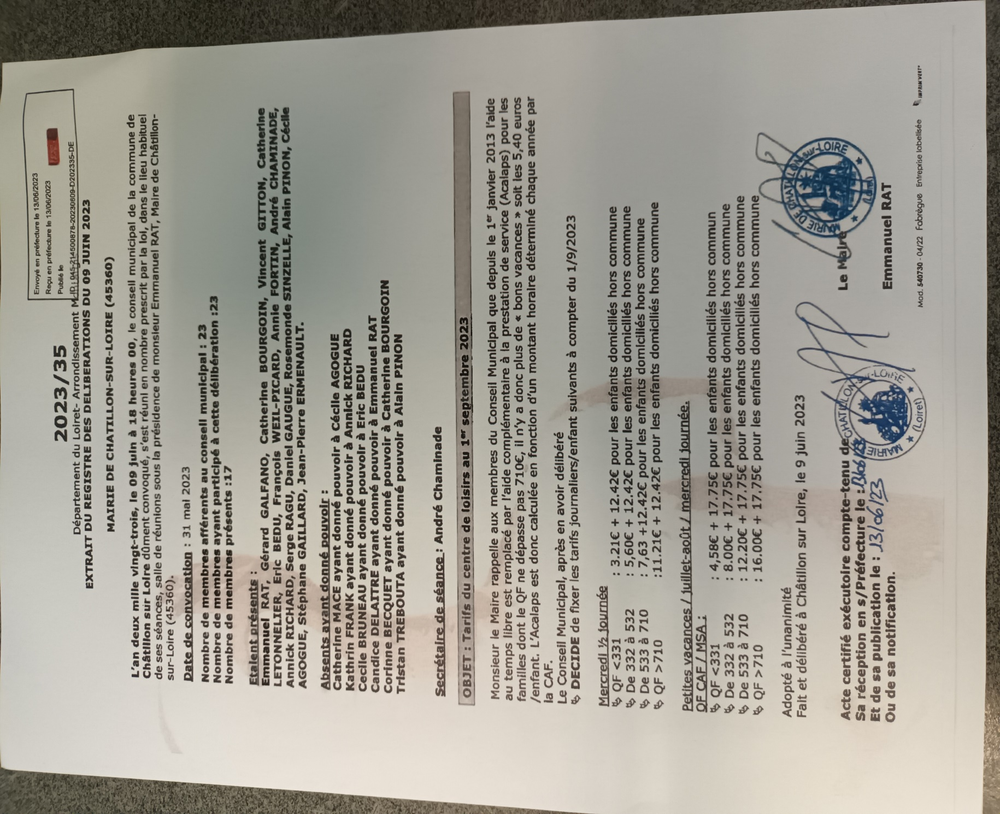 Envoyé en préfecture le 13/06/2023
Reçu en préfecture le 13/06/2023
Publié le
ID : 045-214500878-20230609-D202335-DE
2023/35
Département du Loiret- Arrondissement
EXTRAIT DU REGISTRE DES DELIBERATIONS DU 09 JUIN 2023
MAIRIE DE CHATILLON-SUR-LOIRE (45360)
L'an deux mille vingt-trois, le 09 juin à 18 heures 00, le conseil municipal de la commune de
Châtillon sur Loire dûment convoqué, s'est réuni en nombre prescrit par la loi, dans le lieu habituel
de ses séances, salle de réunions sous la présidence de monsieur Emmanuel RAT, Maire de Châtillon-
sur-Loire (45360).
Date de convocation : 31 mai 2023
Nombre de membres afférents au conseil municipal : 23
Nombre de membres ayant participé à cette délibération :23
Nombre de membres présents :17
Etaient présents :
Emmanuel RAT, Gérard GALFANO, Catherine BOURGOIN, Vincent GITTON, Catherine
LETONNELIER, Eric BEDU, François WEIL-PICARD, Annie FORTIN, André CHAMINADE,
Annick RICHARD, Serge RAGU, Daniel GAUGUE, Rosemonde SINZELLE, Alain PINON, Cécile
AGOGUE, Stéphane GAILLARD, Jean-Pierre ERMENAULT.
Absents ayant donné pouvoir :
Catherine MACE ayant donné pouvoir à Cécile AGOGUE
Kathrin FRANK ayant donné pouvoir à Annick RICHARD
Cecile BRUNEAU ayant donné pouvoir à Eric BEDU
Candice DELAITRE ayant donné pouvoir à Emmanuel RAT
Corinne BECQUET ayant donné pouvoir à Catherine BOURGOIN
Tristan TREBOUTA ayant donné pouvoir à Alain PINON
Secrétaire de séance : André Chaminade
OBJET : Tarifs du centre de loisirs au 1er septembre 2023
Monsieur le Maire rappelle aux membres du Conseil Municipal que depuis le 1er janvier 2013 l'aide
au temps libre est remplacé par l'aide complémentaire à la prestation de service (Acalaps) pour les
familles dont le QF ne dépasse pas 710€, il n'y a donc plus de « bons vacances » soit les 5,40 euros
/enfant. L'Acalaps est donc calculée en fonction d'un montant horaire déterminé chaque année par
la CAF.
Le Conseil Municipal, après en avoir délibéré
↳ DECIDE de fixer les tarifs journaliers/enfant suivants à compter du 1/9/2023
Mercredi ½ journée
↳ QF <331 : 3.21€ + 12.42€ pour les enfants domiciliés hors commune
↳ De 332 à 532 : 5,60€ + 12.42€ pour les enfants domiciliés hors commune
↳ De 533 à 710 : 7,63 +12.42€ pour les enfants domiciliés hors commune
↳ QF >710 :11.21€ + 12.42€ pour les enfants domiciliés hors commune
Petites vacances / juillet-août / mercredi journée.
QF CAF / MSA :
↳ QF <331 : 4,58€ + 17.75€ pour les enfants domiciliés hors commun
↳ De 332 à 532 : 8.00€ + 17.75€ pour les enfants domiciliés hors commune
↳ De 533 à 710 : 12.20€ + 17.75€ pour les enfants domiciliés hors commune
↳ QF >710 : 16.00€ + 17.75€ pour les enfants domiciliés hors commune
Adopté à l'unanimité
Fait et délibéré à Châtillon sur Loire, le 9 juin 2023
Acte certifié exécutoire compte-tenu de
Sa réception en s/Préfecture le : 13/06/23
Et de sa publication le : 13/06/23
Ou de sa notification.
MAIRIE de CHATILLON-sur-LOIRE
(Loiret)
Le Maire
MAIRIE DE CHATILLON sur-LOIRE
(Loiret)
Emmanuel RAT
Mod. 540730 - 04/22 Fabrègue Entreprise labellisée IMPRIM'VERT®